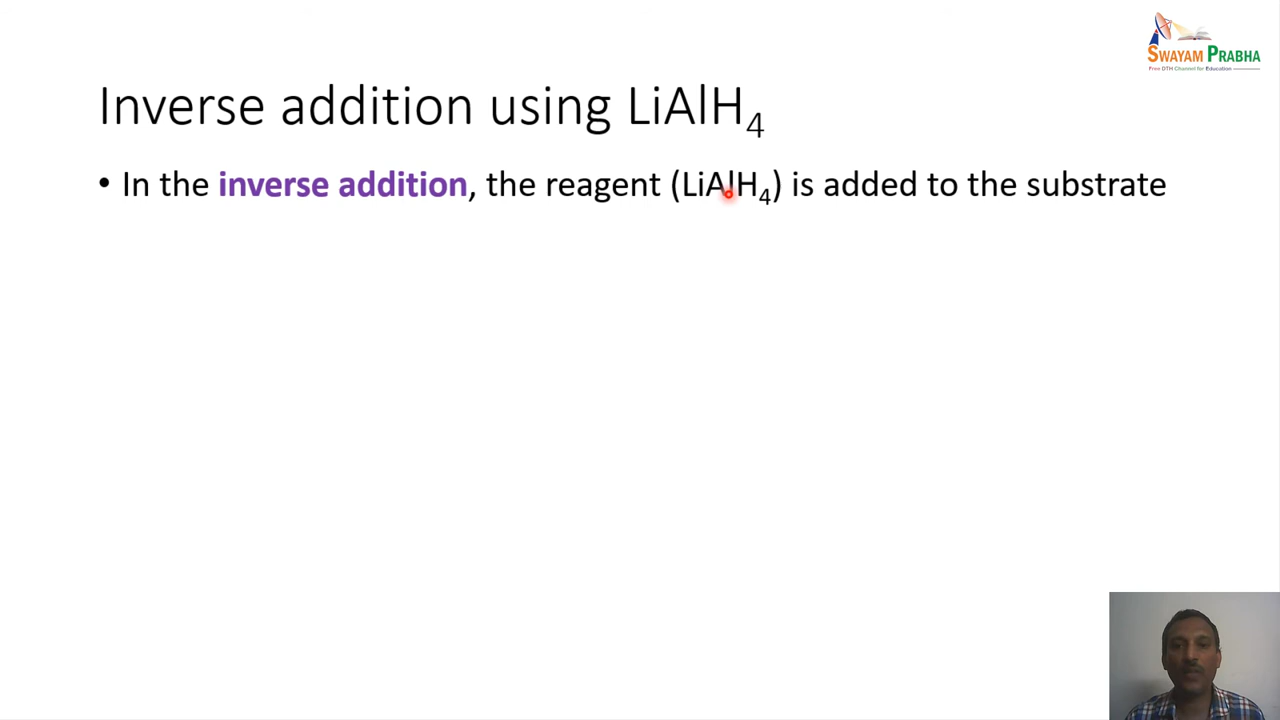 SWAYAM PRABHA
Free DTH Channel for Education
Inverse addition using LiAlH₄
• In the inverse addition, the reagent (LiAlH₄) is added to the substrate